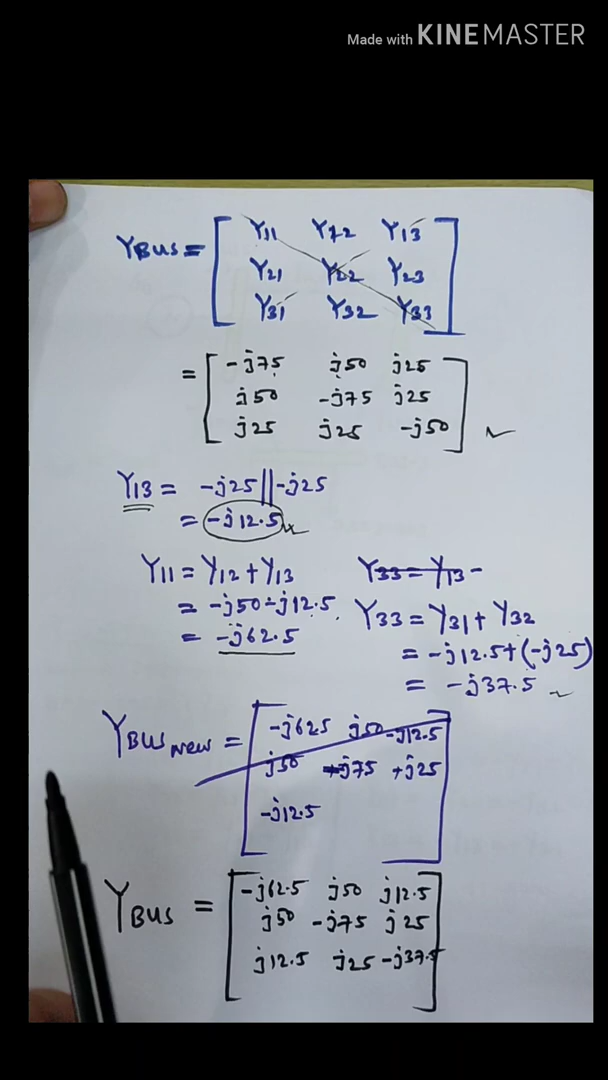 Made with KINEMASTER
YBUS = [ Y11 Y12 Y13
Y21 Y22 Y23
Y31 Y32 Y33 ]
= [ -j75 j50 j25
j50 -j75 j25
j25 j25 -j50 ]
Y13 = -j25 || -j25
= -j12.5
Y11 = Y12 + Y13
= -j50 - j12.5
= -j62.5
Y33 = Y13 -
Y33 = Y31 + Y32
= -j12.5 + (-j25)
= -j37.5
YBUS New = [ -j625 j50 -j12.5
j50 -j75 +j25
-j12.5 ]
YBUS = [ -j62.5 j50 j12.5
j50 -j75 j25
j12.5 j25 -j37.5 ]